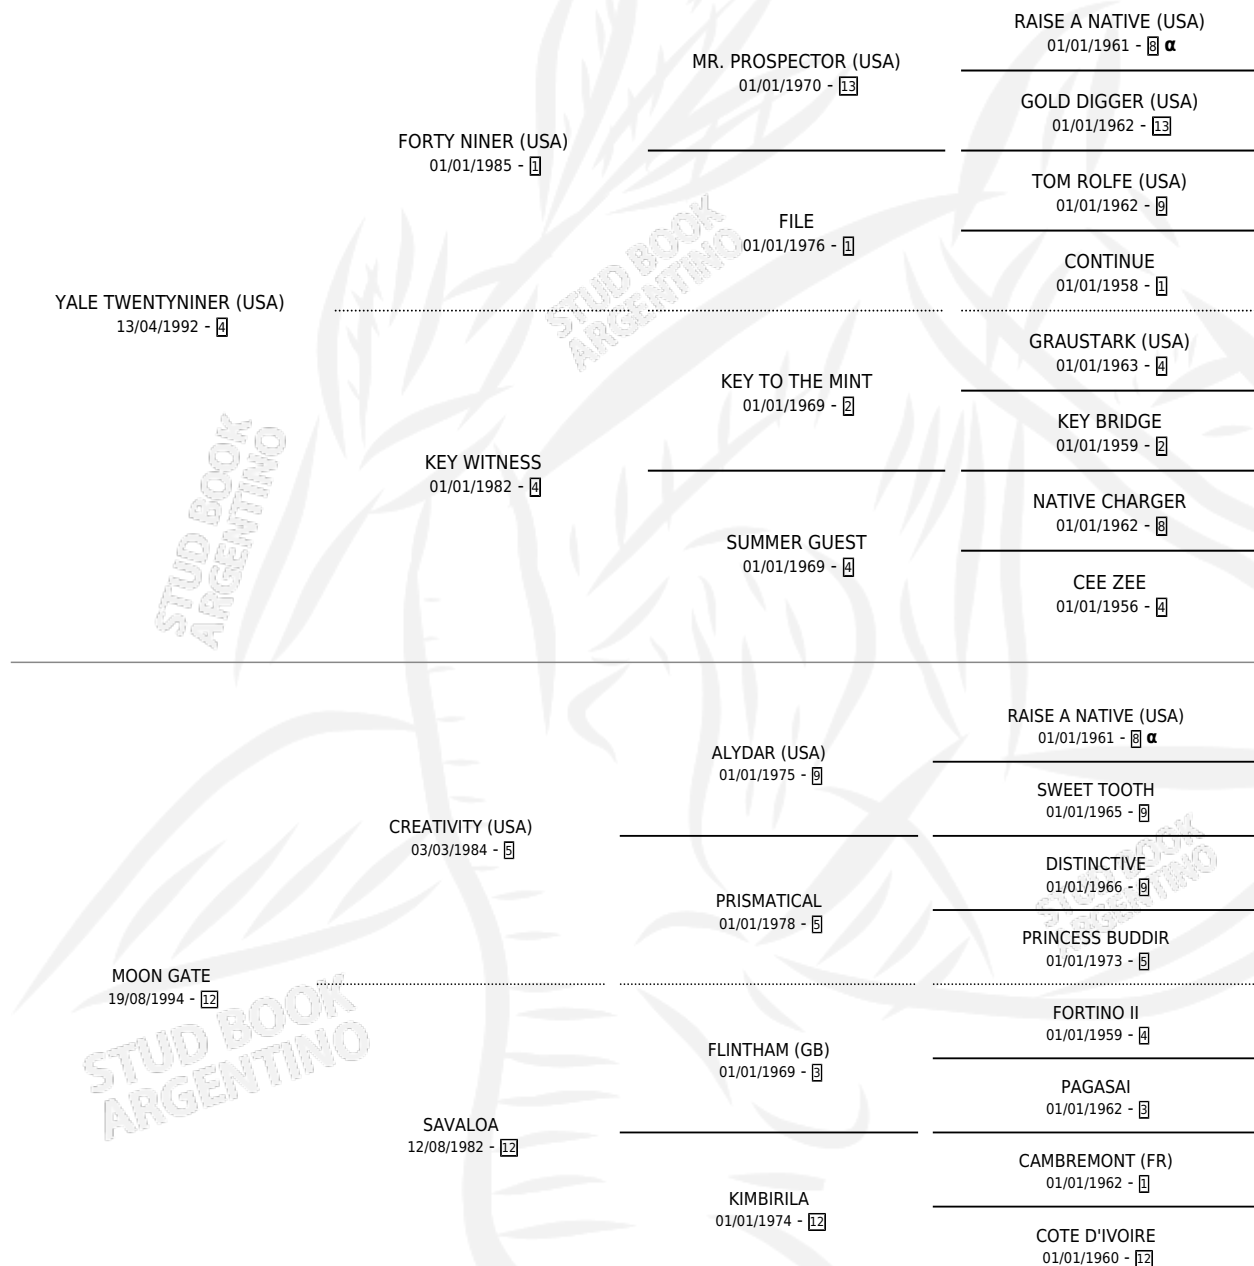 RAISE A NATIVE (USA)
01/01/1961 - 8 α
MR. PROSPECTOR (USA)
01/01/1970 - 13
GOLD DIGGER (USA)
01/01/1962 - 13
FORTY NINER (USA)
01/01/1985 - 1
TOM ROLFE (USA)
01/01/1962 - 9
FILE
01/01/1976 - 1
CONTINUE
01/01/1958 - 1
YALE TWENTYNINER (USA)
13/04/1992 - 4
GRAUSTARK (USA)
01/01/1963 - 4
KEY TO THE MINT
01/01/1969 - 2
KEY BRIDGE
01/01/1959 - 2
KEY WITNESS
01/01/1982 - 4
NATIVE CHARGER
01/01/1962 - 8
SUMMER GUEST
01/01/1969 - 4
CEE ZEE
01/01/1956 - 4
RAISE A NATIVE (USA)
01/01/1961 - 8 α
ALYDAR (USA)
01/01/1975 - 9
SWEET TOOTH
01/01/1965 - 9
CREATIVITY (USA)
03/03/1984 - 5
DISTINCTIVE
01/01/1966 - 9
PRISMATICAL
01/01/1978 - 5
PRINCESS BUDDIR
01/01/1973 - 5
MOON GATE
19/08/1994 - 12
FORTINO II
01/01/1959 - 4
FLINTHAM (GB)
01/01/1969 - 3
PAGASAI
01/01/1962 - 3
SAVALOA
12/08/1982 - 12
CAMBREMONT (FR)
01/01/1962 - 1
KIMBIRILA
01/01/1974 - 12
COTE D'IVOIRE
01/01/1960 - 12
STUD BOOK
ARGENTINO
STUD BOOK
ARGENTINO
STUD BOOK
ARGENTINO
STUD BOOK
ARGENTINO